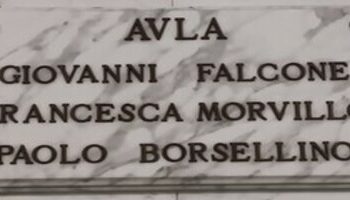 AVLA
GIOVANNI FALCONE
FRANCESCA MORVILLO
PAOLO BORSELLINO